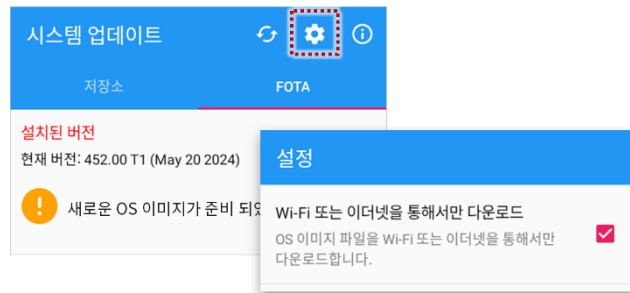 시스템 업데이트
저장소
FOTA
설치된 버전
현재 버전: 452.00 T1 (May 20 2024)
새로운 OS 이미지가 준비 되었
설정
Wi-Fi 또는 이더넷을 통해서만 다운로드
OS 이미지 파일을 Wi-Fi 또는 이더넷을 통해서만
다운로드합니다.